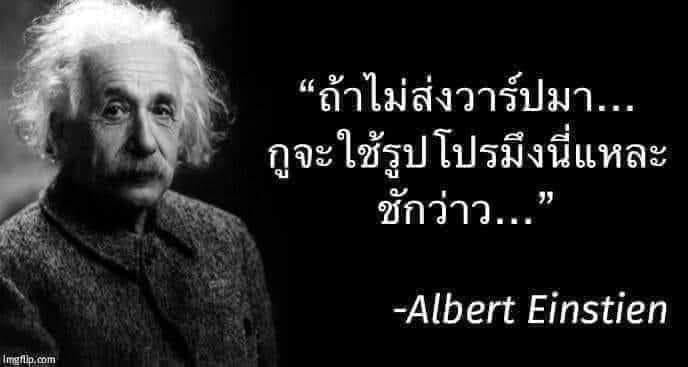 “ถ้าไม่ส่งวาร์ปมา...
กูจะใช้รูปโปรมึงนี่แหละ
ชักว่าว...”
-Albert Einstien
imgflip.com